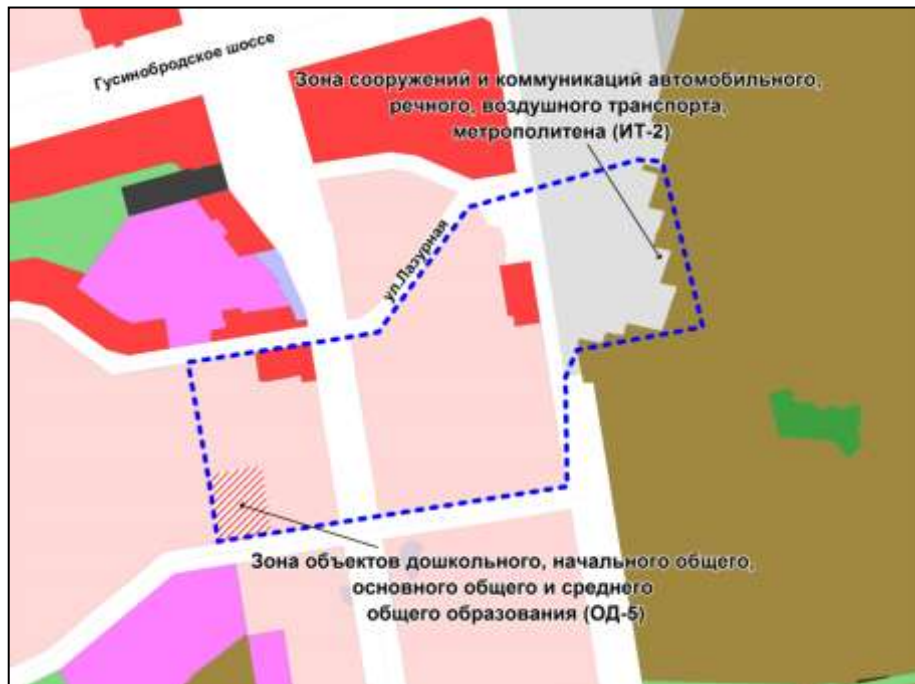 Гусинобродское шоссе
Зона сооружений и коммуникаций автомобильного,
речного, воздушного транспорта,
метрополитена (ИТ-2)
ул.Лазурная
Зона объектов дошкольного, начального общего,
основного общего и среднего
общего образования (ОД-5)